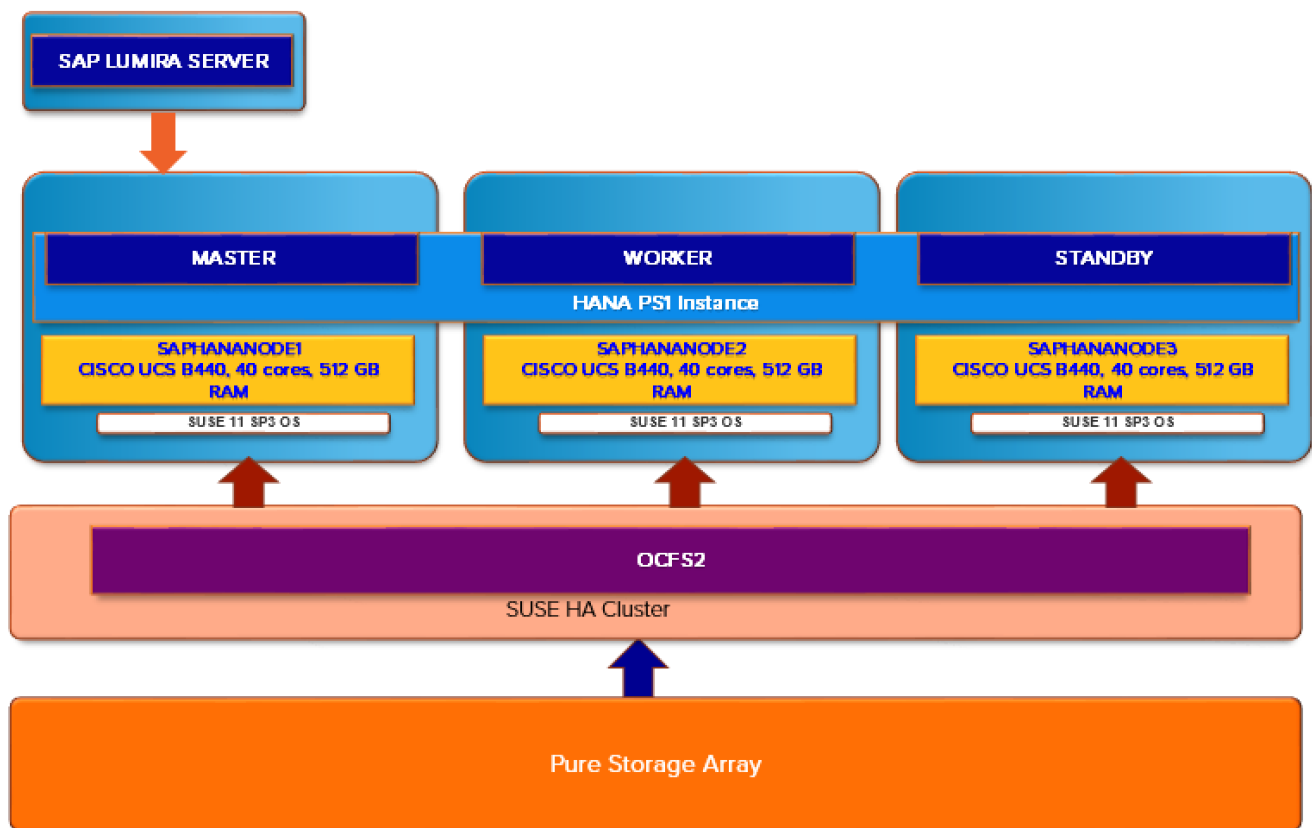 SAP LUMIRA SERVER
MASTER
WORKER
STANDBY
HANA PS1 Instance
SAPHANANODE1
CISCO UCS B440, 40 cores, 512 GB
RAM
SAPHANANODE2
CISCO UCS B440, 40 cores, 512 GB
RAM
SAPHANANODE3
CISCO UCS B440, 40 cores, 512 GB
RAM
SUSE 11 SP3 OS
SUSE 11 SP3 OS
SUSE 11 SP3 OS
OCFS2
SUSE HA Cluster
Pure Storage Array